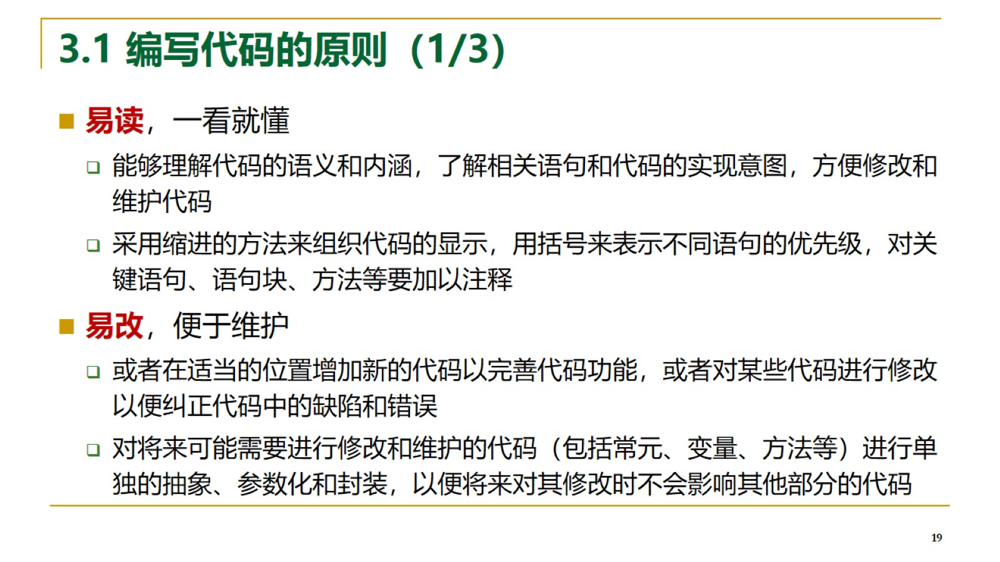 3.1 编写代码的原则（1/3）
易读，一看就懂
能够理解代码的语义和内涵，了解相关语句和代码的实现意图，方便修改和
维护代码
采用缩进的方法来组织代码的显示，用括号来表示不同语句的优先级，对关
键语句、语句块、方法等要加以注释
易改，便于维护
或者在适当的位置增加新的代码以完善代码功能，或者对某些代码进行修改
以便纠正代码中的缺陷和错误
对将来可能需要进行修改和维护的代码（包括常元、变量、方法等）进行单
独的抽象、参数化和封装，以便将来对其修改时不会影响其他部分的代码
19